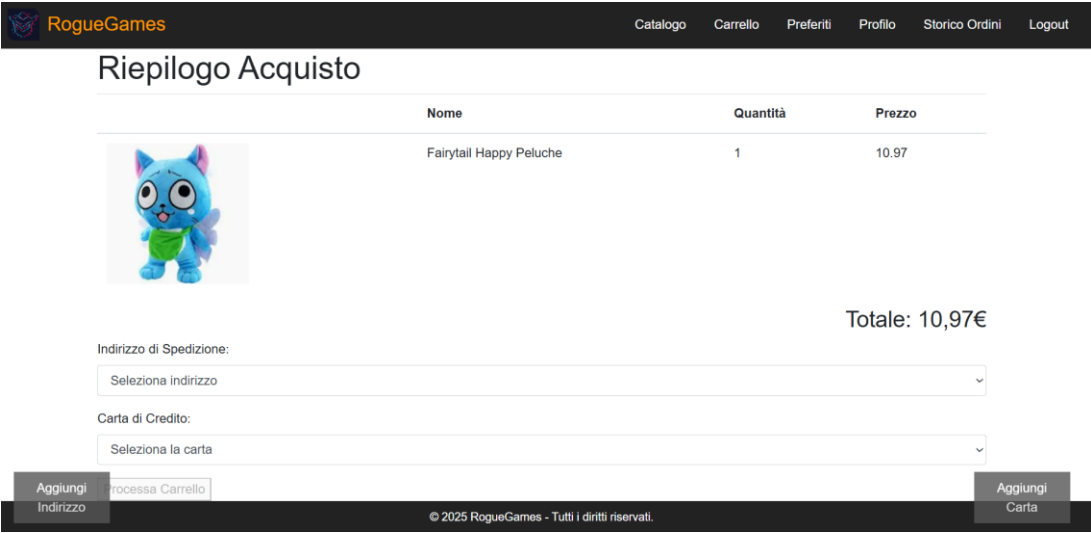 RogueGames
Catalogo Carrello Preferiti Profilo Storico Ordini Logout
Riepilogo Acquisto
Nome Quantità Prezzo
Fairytail Happy Peluche 1 10.97
Totale: 10,97€
Indirizzo di Spedizione:
Seleziona indirizzo
Carta di Credito:
Seleziona la carta
Aggiungi
Indirizzo
Processa Carrello
Aggiungi
Carta
© 2025 RogueGames - Tutti i diritti riservati.